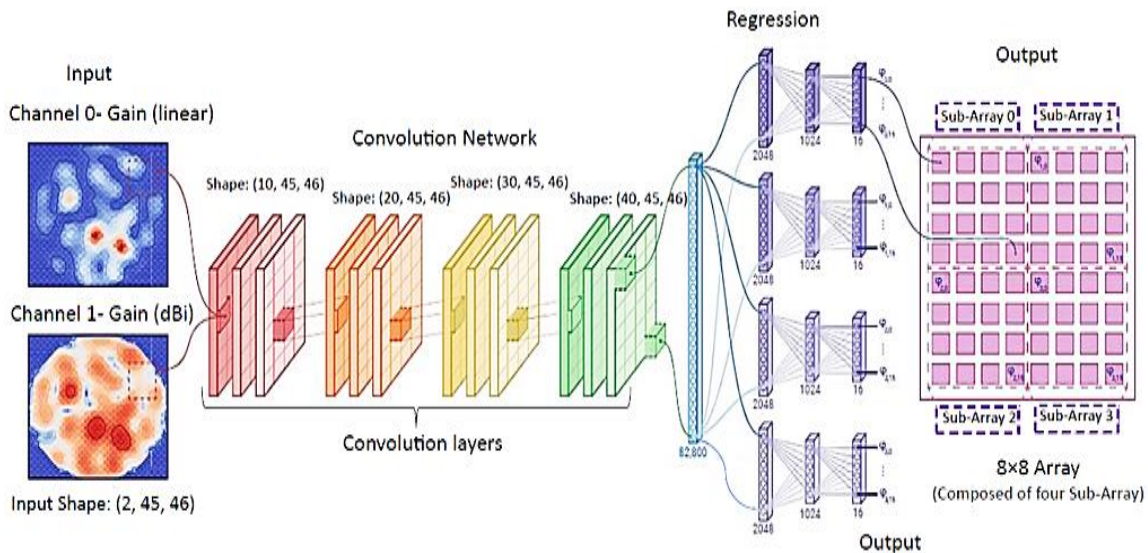 Input
Channel 0- Gain (linear)
Channel 1- Gain (dBi)
Input Shape: (2, 45, 46)
Convolution Network
Shape: (10, 45, 46)
Shape: (20, 45, 46)
Shape: (30, 45, 46)
Shape: (40, 45, 46)
Convolution layers
82,800
Regression
2048
1024
16
2048
1024
16
2048
1024
16
2048
1024
16
Output
Output
Sub-Array 0
Sub-Array 1
Sub-Array 2
Sub-Array 3
8×8 Array
(Composed of four Sub-Array)